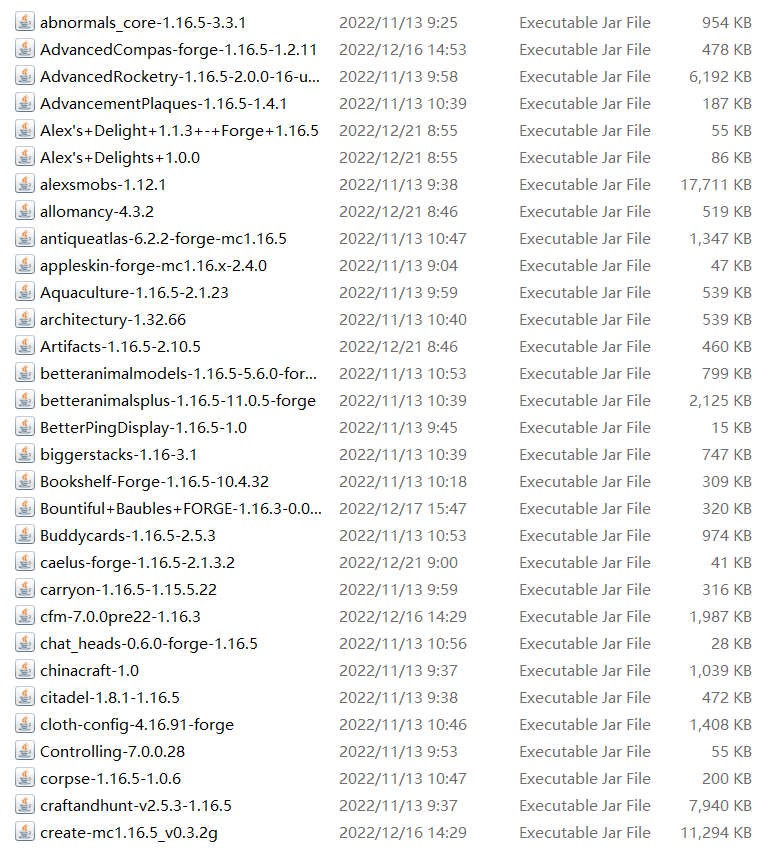 abnormals_core-1.16.5-3.3.1 2022/11/13 9:25 Executable Jar File 954 KB
AdvancedCompas-forge-1.16.5-1.2.11 2022/12/16 14:53 Executable Jar File 478 KB
AdvancedRocketry-1.16.5-2.0.0-16-u... 2022/11/13 9:58 Executable Jar File 6,192 KB
AdvancementPlaques-1.16.5-1.4.1 2022/11/13 10:39 Executable Jar File 187 KB
Alex's+Delight+1.1.3+-+Forge+1.16.5 2022/12/21 8:55 Executable Jar File 55 KB
Alex's+Delights+1.0.0 2022/12/21 8:55 Executable Jar File 86 KB
alexsmobs-1.12.1 2022/11/13 9:38 Executable Jar File 17,711 KB
allomancy-4.3.2 2022/12/21 8:46 Executable Jar File 519 KB
antiqueatlas-6.2.2-forge-mc1.16.5 2022/11/13 10:47 Executable Jar File 1,347 KB
appleskin-forge-mc1.16.x-2.4.0 2022/11/13 9:04 Executable Jar File 47 KB
Aquaculture-1.16.5-2.1.23 2022/11/13 9:59 Executable Jar File 539 KB
architectury-1.32.66 2022/11/13 10:40 Executable Jar File 539 KB
Artifacts-1.16.5-2.10.5 2022/12/21 8:46 Executable Jar File 460 KB
betteranimalmodels-1.16.5-5.6.0-for... 2022/11/13 10:53 Executable Jar File 799 KB
betteranimalsplus-1.16.5-11.0.5-forge 2022/11/13 10:39 Executable Jar File 2,125 KB
BetterPingDisplay-1.16.5-1.0 2022/11/13 9:45 Executable Jar File 15 KB
biggerstacks-1.16-3.1 2022/11/13 10:39 Executable Jar File 747 KB
Bookshelf-Forge-1.16.5-10.4.32 2022/11/13 10:18 Executable Jar File 309 KB
Bountiful+Baubles+FORGE-1.16.3-0.0... 2022/12/17 15:47 Executable Jar File 320 KB
Buddycards-1.16.5-2.5.3 2022/11/13 10:53 Executable Jar File 974 KB
caelus-forge-1.16.5-2.1.3.2 2022/12/21 9:00 Executable Jar File 41 KB
carryon-1.16.5-1.15.5.22 2022/11/13 9:59 Executable Jar File 316 KB
cfm-7.0.0pre22-1.16.3 2022/12/16 14:29 Executable Jar File 1,987 KB
chat_heads-0.6.0-forge-1.16.5 2022/11/13 10:56 Executable Jar File 28 KB
chinacraft-1.0 2022/11/13 9:37 Executable Jar File 1,039 KB
citadel-1.8.1-1.16.5 2022/11/13 9:38 Executable Jar File 472 KB
cloth-config-4.16.91-forge 2022/11/13 10:46 Executable Jar File 1,408 KB
Controlling-7.0.0.28 2022/11/13 9:53 Executable Jar File 55 KB
corpse-1.16.5-1.0.6 2022/11/13 10:47 Executable Jar File 200 KB
craftandhunt-v2.5.3-1.16.5 2022/11/13 9:37 Executable Jar File 7,940 KB
create-mc1.16.5_v0.3.2g 2022/12/16 14:29 Executable Jar File 11,294 KB